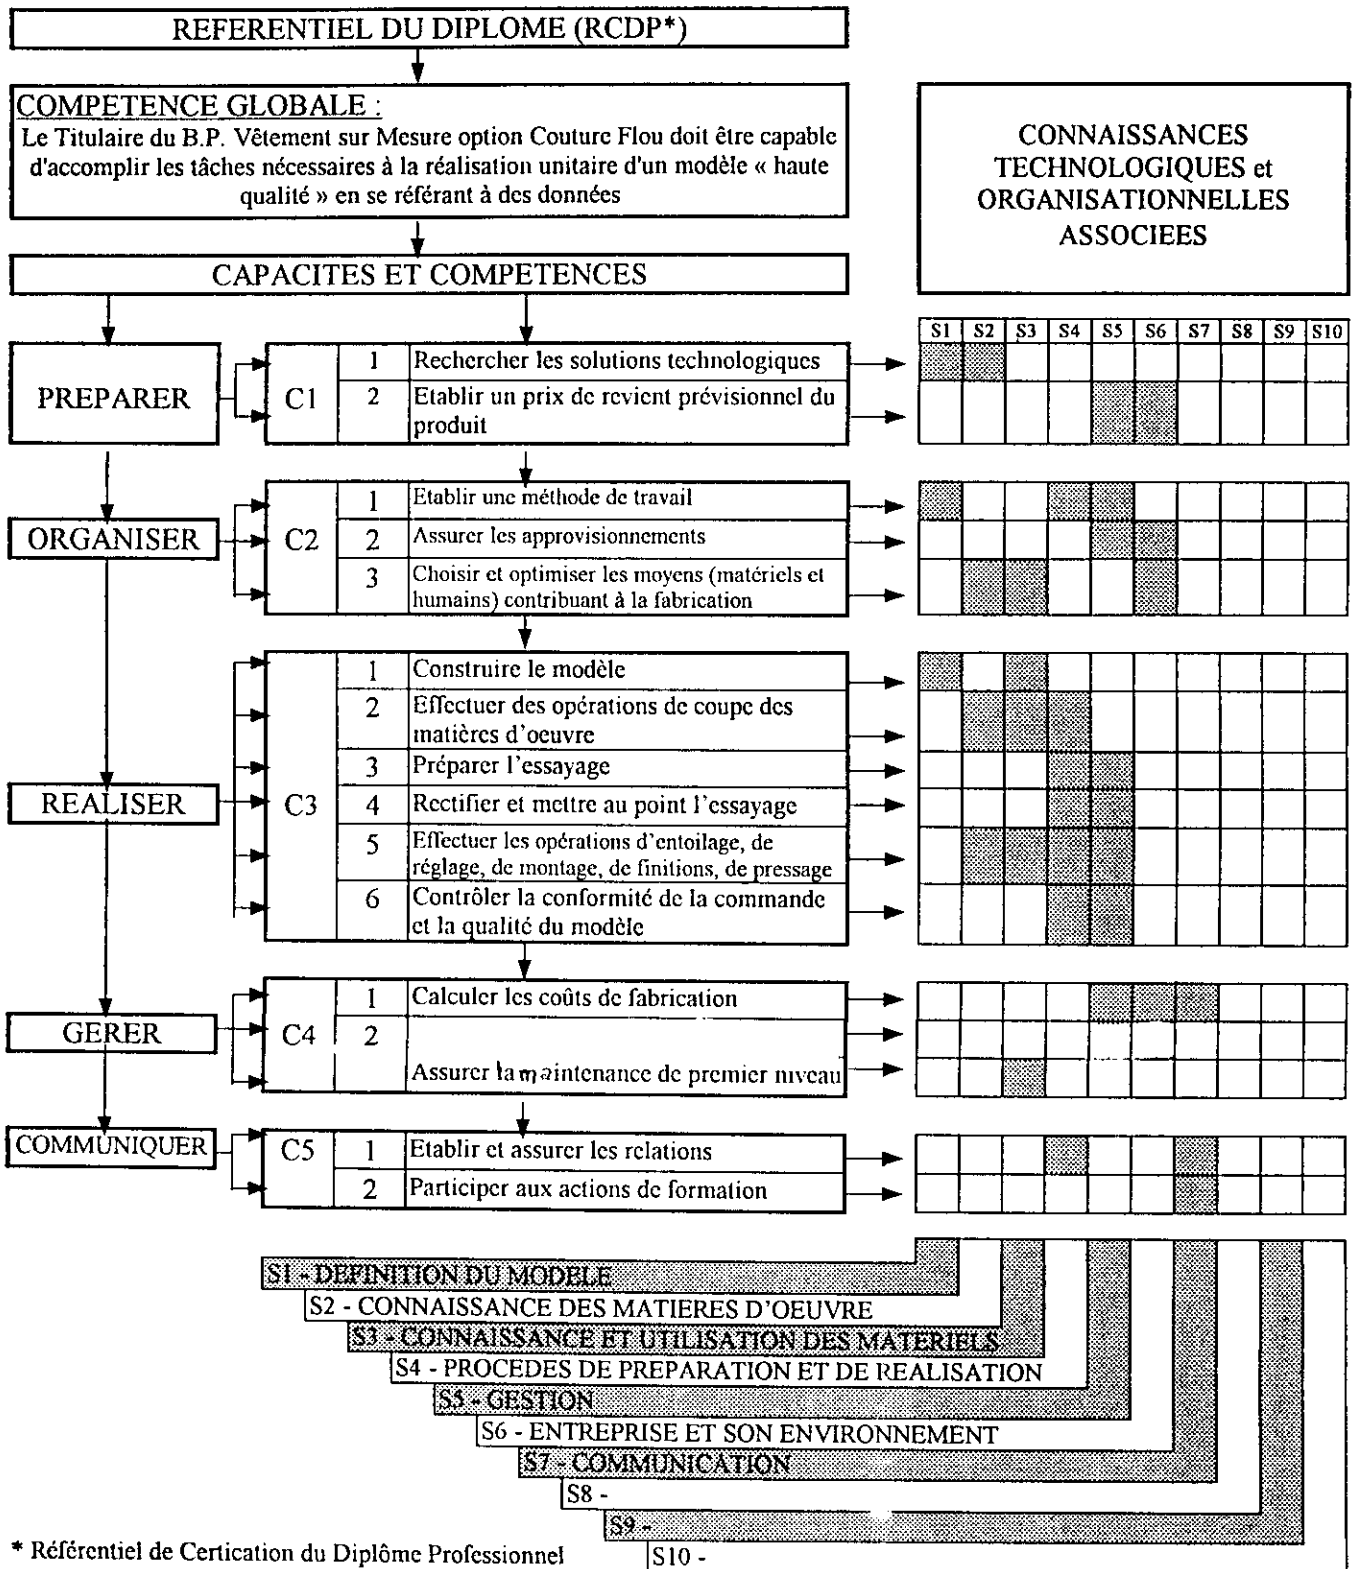 RÉFERENTIEL DU DIPLOME (RCDP*)
COMPETENCE GLOBALE :
Le Titulaire du B.P. Vêtement sur Mesure option Couture Flou doit être capable
d'accomplir les tâches nécessaires à la réalisation unitaire d'un modèle « haute
qualité » en se référant à des données
CONNAISSANCES
TECHNOLOGIQUES et
ORGANISATIONNELLES
ASSOCIEES
CAPACITES ET COMPETENCES
S1 S2 S3 S4 S5 S6 S7 S8 S9 S10
PREPARER
C1
1 Rechercher les solutions technologiques
2 Etablir un prix de revient prévisionnel du
produit
ORGANISER
C2
1 Etablir une méthode de travail
2 Assurer les approvisionnements
3 Choisir et optimiser les moyens (matériels et
humains) contribuant à la fabrication
REALISER
C3
1 Construire le modèle
2 Effectuer des opérations de coupe des
matières d'oeuvre
3 Préparer l'essayage
4 Rectifier et mettre au point l'essayage
5 Effectuer les opérations d'entoilage, de
réglage, de montage, de finitions, de pressage
6 Contrôler la conformité de la commande
et la qualité du modèle
GERER
C4
1 Calculer les coûts de fabrication
2
Assurer la maintenance de premier niveau
COMMUNIQUER
C5
1 Etablir et assurer les relations
2 Participer aux actions de formation
S1 - DEFINITION DU MODELE
S2 - CONNAISSANCE DES MATIERES D'OEUVRE
S3 - CONNAISSANCE ET UTILISATION DES MATERIELS
S4 - PROCEDES DE PREPARATION ET DE REALISATION
S5 - GESTION
S6 - ENTREPRISE ET SON ENVIRONNEMENT
S7 - COMMUNICATION
S8 -
S9 -
S10 -
* Référentiel de Certication du Diplôme Professionnel